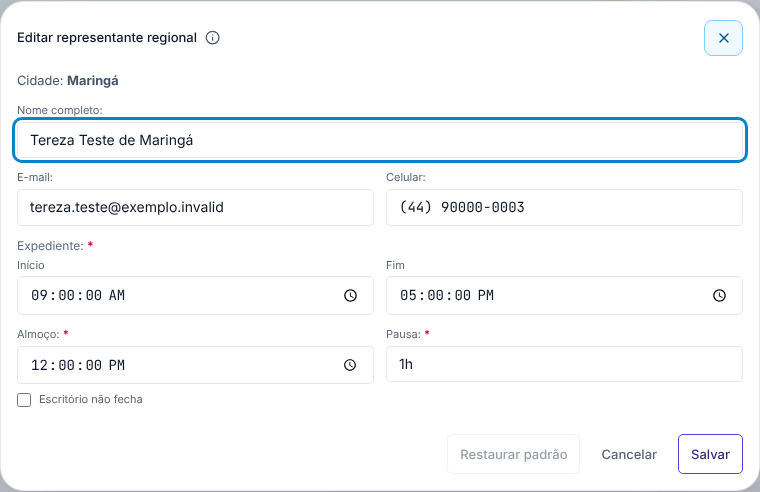 Editar representante regional
Cidade: Maringá
Nome completo:
Tereza Teste de Maringá
E-mail: Celular:
tereza.teste@exemplo.invalid (44) 90000-0003
Expediente: *
Início Fim
09:00:00 AM 05:00:00 PM
Almoço: * Pausa: *
12:00:00 PM 1h
Escritório não fecha
Restaurar padrão Cancelar Salvar